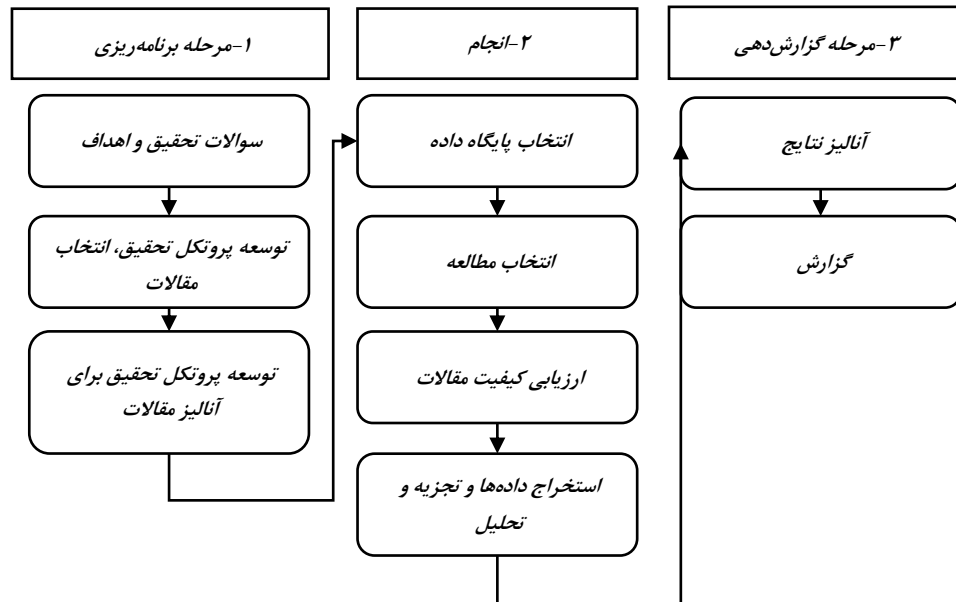 ۱-مرحله برنامه‌ریزی
سوالات تحقیق و اهداف
توسعه پروتکل تحقیق، انتخاب
مقالات
توسعه پروتکل تحقیق برای
آنالیز مقالات
۲-انجام
انتخاب پایگاه داده
انتخاب مطالعه
ارزیابی کیفیت مقالات
استخراج داده‌ها و تجزیه و
تحلیل
۳-مرحله گزارش‌دهی
آنالیز نتایج
گزارش